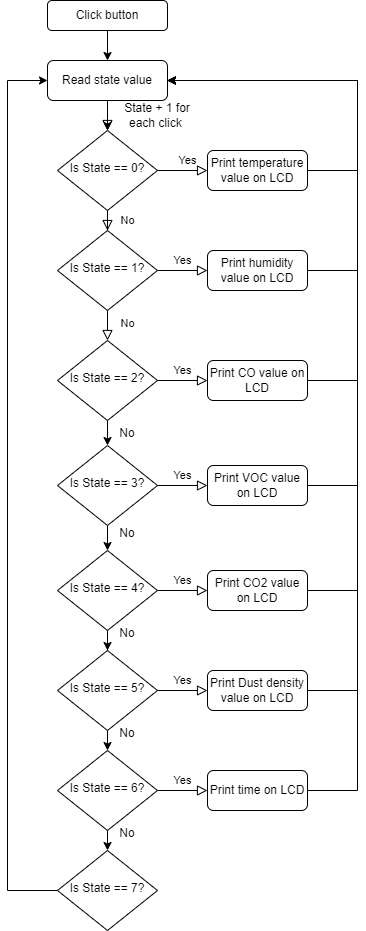 Click button
Read state value
State + 1 for
each click
Is State == 0?
Yes
Print temperature
value on LCD
No
Is State == 1?
Yes
Print humidity
value on LCD
No
Is State == 2?
Yes
Print CO value on
LCD
No
Is State == 3?
Yes
Print VOC value
on LCD
No
Is State == 4?
Yes
Print CO2 value
on LCD
No
Is State == 5?
Yes
Print Dust density
value on LCD
No
Is State == 6?
Yes
Print time on LCD
No
Is State == 7?